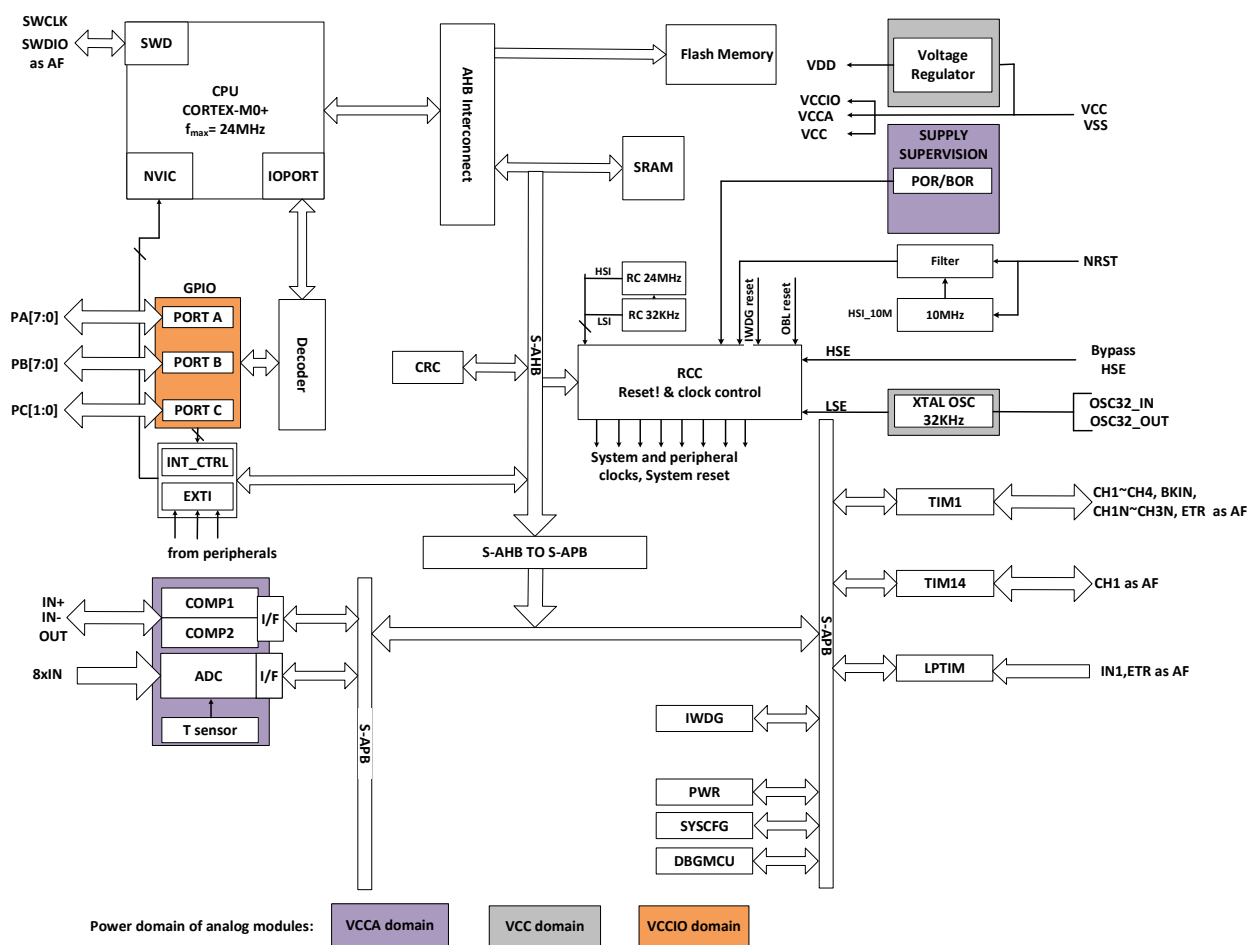 SWCLK
SWDIO
as AF
SWD
CPU
CORTEX-M0+
fmax= 24MHz
NVIC
IOPORT
AHB Interconnect
Flash Memory
SRAM
Voltage
Regulator
VDD
VCCIO
VCCA
VCC
VCC
VSS
SUPPLY
SUPERVISION
POR/BOR
Filter
NRST
HSI_10M
10MHz
HSI
RC 24MHz
LSI
RC 32KHz
IWDG reset
OBL reset
GPIO
PA[7:0]
PORT A
PB[7:0]
PORT B
PC[1:0]
PORT C
Decoder
S-AHB
CRC
RCC
Reset! & clock control
HSE
Bypass
HSE
LSE
XTAL OSC
32KHz
OSC32_IN
OSC32_OUT
System and peripheral
clocks, System reset
INT_CTRL
EXTI
from peripherals
S-AHB TO S-APB
TIM1
CH1~CH4, BKIN,
CH1N~CH3N, ETR as AF
TIM14
CH1 as AF
LPTIM
IN1,ETR as AF
S-APB
IN+
IN-
OUT
COMP1
COMP2
I/F
8xIN
ADC
I/F
T sensor
S-APB
IWDG
PWR
SYSCFG
DBGMCU
Power domain of analog modules:
VCCA domain
VCC domain
VCCIO domain